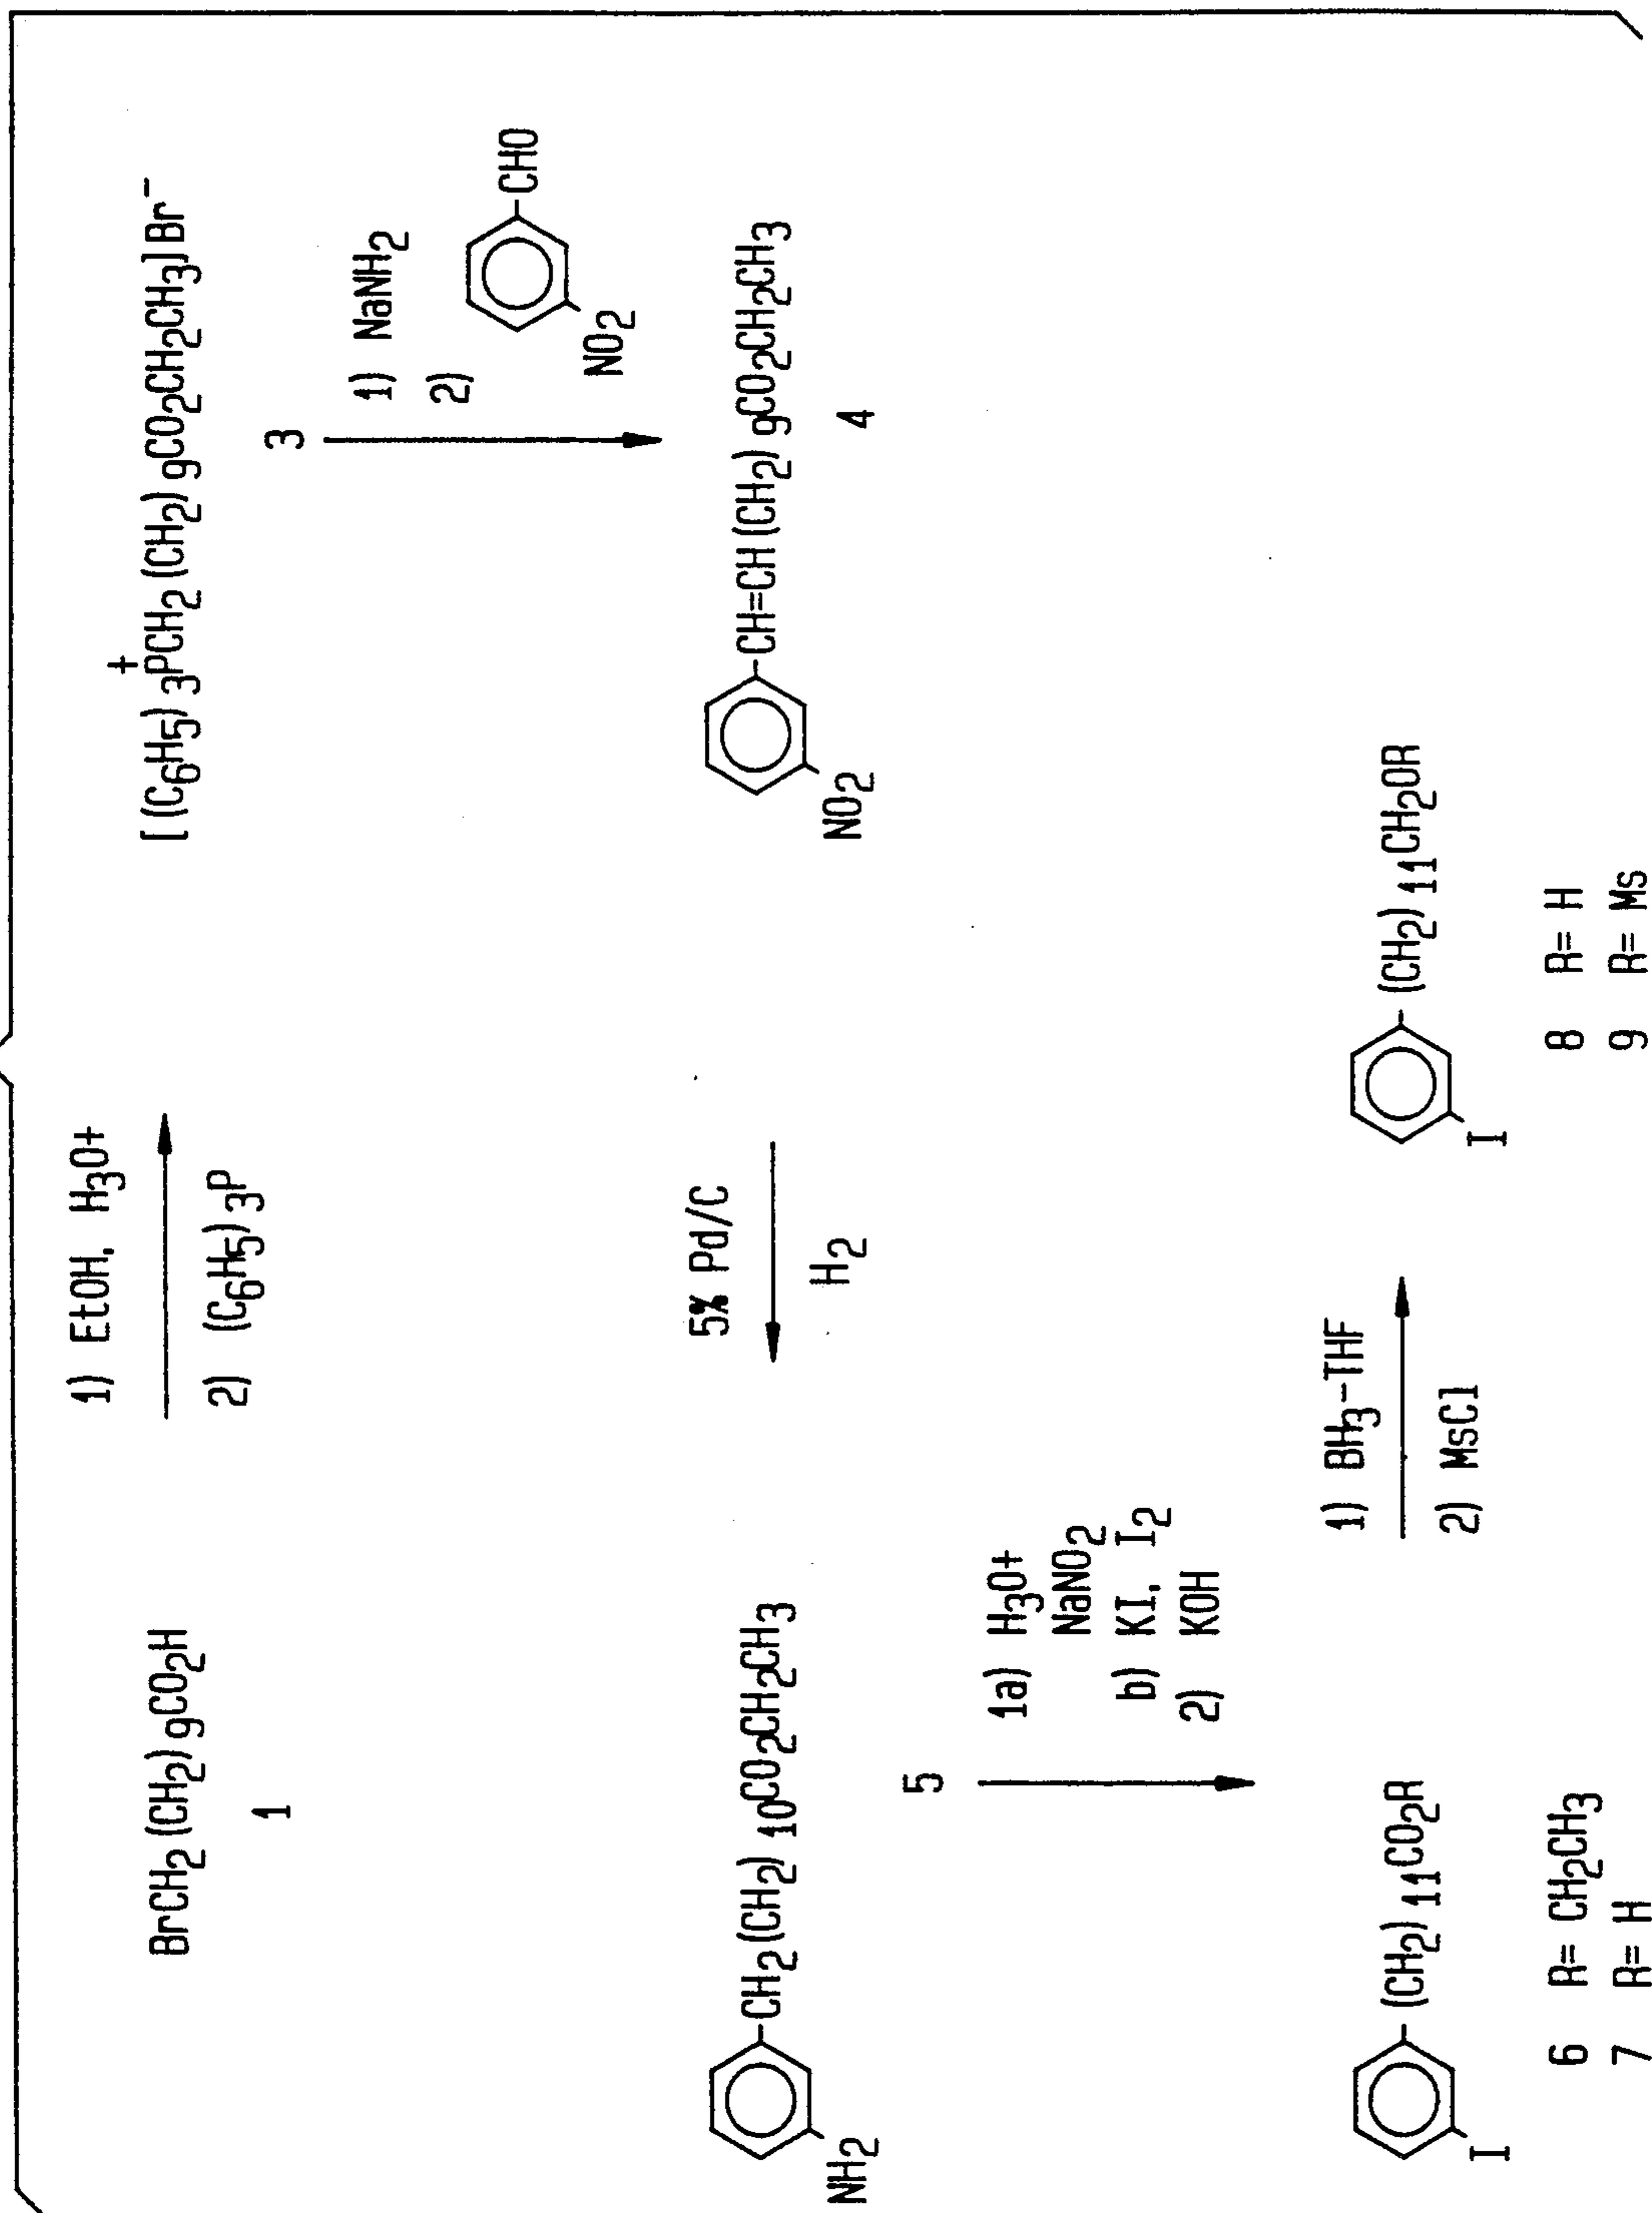 BrCH2(CH2)9CO2H
1
1) EtOH, H3O+
2) (C6H5)3P
[(C6H5)3P+CH2(CH2)9CO2CH2CH3]Br-
3
1) NaNH2
2)
CHO
NO2
CH=CH(CH2)9CO2CH2CH3
NO2
4
5% Pd/C
H2
CH2(CH2)10CO2CH2CH3
NH2
5
1a) H3O+
NaNO2
b) KI, I2
2) KOH
(CH2)11CO2R
I
6 R= CH2CH3
7 R= H
1) BH3-THF
2) MsCl
(CH2)11CH2OR
I
8 R= H
9 R= Ms